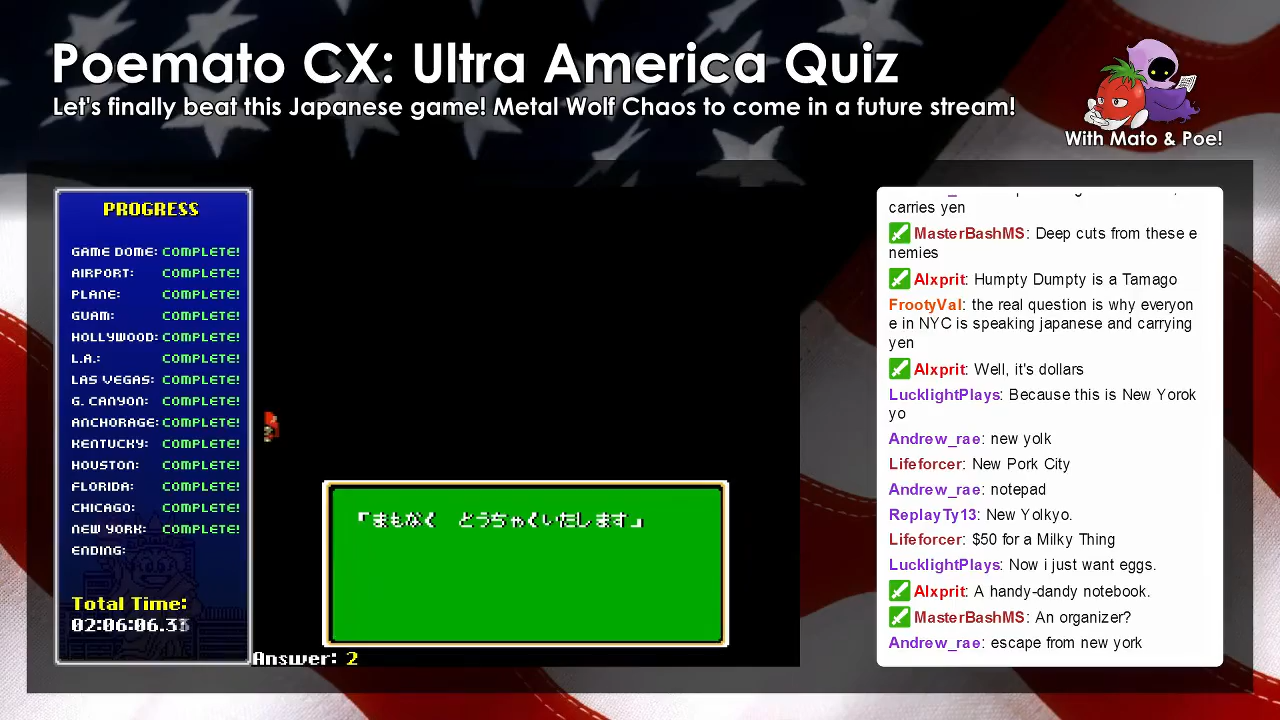 Poemato CX: Ultra America Quiz
Let's finally beat this Japanese game! Metal Wolf Chaos to come in a future stream!
With Mato & Poe!
PROGRESS
GAME DOME: COMPLETE!
AIRPORT: COMPLETE!
PLANE: COMPLETE!
GUAM: COMPLETE!
HOLLYWOOD: COMPLETE!
L.A.: COMPLETE!
LAS VEGAS: COMPLETE!
G. CANYON: COMPLETE!
ANCHORAGE: COMPLETE!
KENTUCKY: COMPLETE!
HOUSTON: COMPLETE!
FLORIDA: COMPLETE!
CHICAGO: COMPLETE!
NEW YORK: COMPLETE!
ENDING:
Total Time:
02:06:06.3
「まもなく とうちゃくいたします」
Answer: 2
carries yen
MasterBashMS: Deep cuts from these e
nemies
Alxprit: Humpty Dumpty is a Tamago
FrootyVal: the real question is why everyon
e in NYC is speaking japanese and carrying
yen
Alxprit: Well, it's dollars
LucklightPlays: Because this is New Yorok
yo
Andrew_rae: new yolk
Lifeforcer: New Pork City
Andrew_rae: notepad
ReplayTy13: New Yokyo.
Lifeforcer: $50 for a Milky Thing
LucklightPlays: Now i just want eggs.
Alxprit: A handy-dandy notebook.
MasterBashMS: An organizer?
Andrew_rae: escape from new york